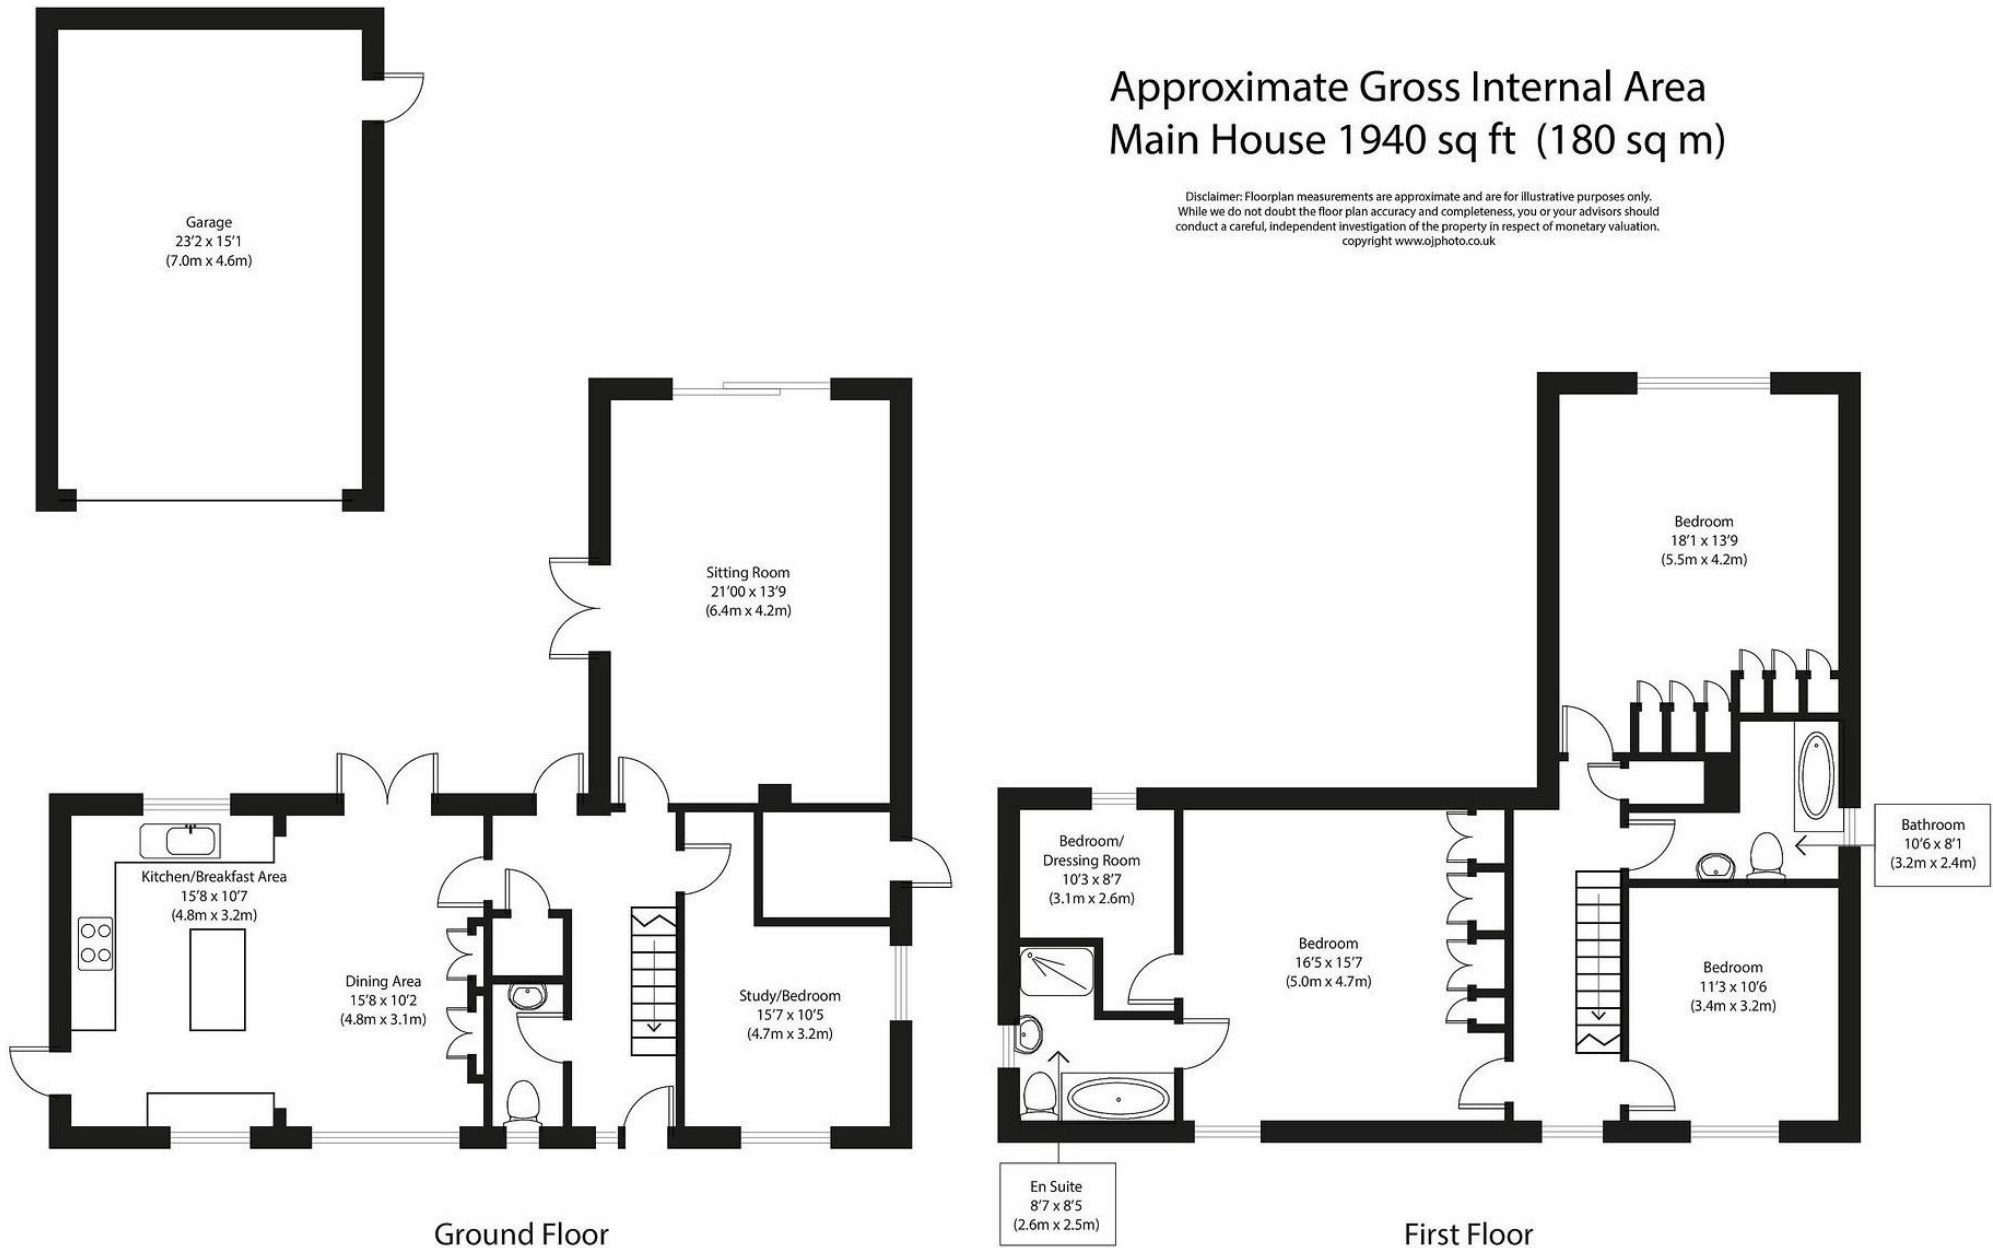 Approximate Gross Internal Area
Main House 1940 sq ft (180 sq m)
Disclaimer: Floorplan measurements are approximate and are for illustrative purposes only.
While we do not doubt the floor plan accuracy and completeness, you or your advisors should
conduct a careful, independent investigation of the property in respect of monetary valuation.
copyright www.ojphoto.co.uk
Garage
23'2 x 15'1
(7.0m x 4.6m)
Sitting Room
21'00 x 13'9
(6.4m x 4.2m)
Kitchen/Breakfast Area
15'8 x 10'7
(4.8m x 3.2m)
Dining Area
15'8 x 10'2
(4.8m x 3.1m)
Study/Bedroom
15'7 x 10'5
(4.7m x 3.2m)
Ground Floor
Bedroom
18'1 x 13'9
(5.5m x 4.2m)
Bathroom
10'6 x 8'1
(3.2m x 2.4m)
Bedroom/
Dressing Room
10'3 x 8'7
(3.1m x 2.6m)
Bedroom
16'5 x 15'7
(5.0m x 4.7m)
Bedroom
11'3 x 10'6
(3.4m x 3.2m)
En Suite
8'7 x 8'5
(2.6m x 2.5m)
First Floor